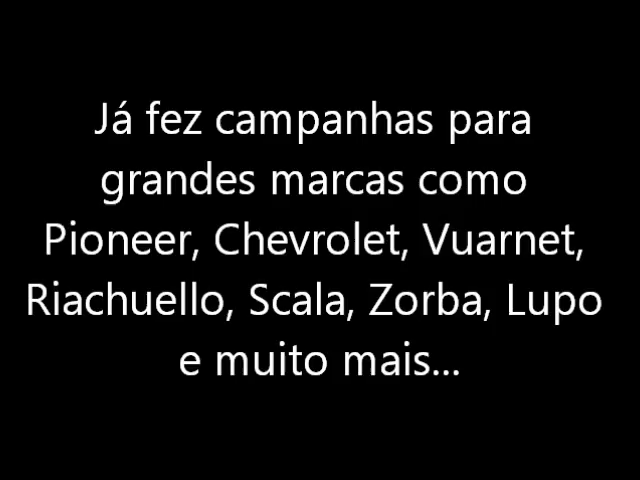 Já fez campanhas para
grandes marcas como
Pioneer, Chevrolet, Vuarnet,
Riachuello, Scala, Zorba, Lupo
e muito mais...